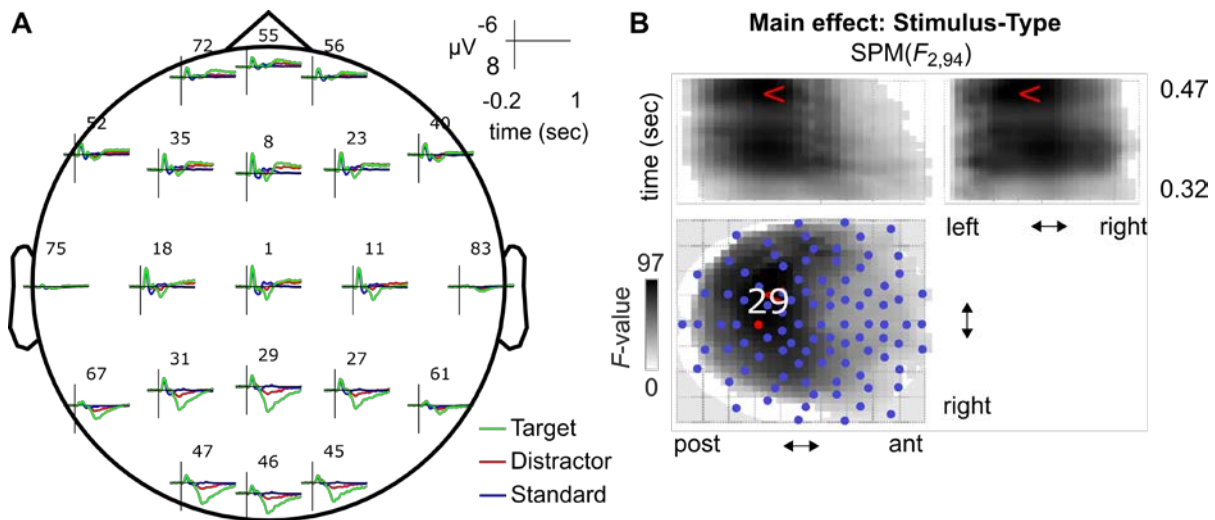 A
72 55 56
52 35 8 23 40
75 18 1 11 83
67 31 29 27 61
47 46 45
-6
µV
8
-0.2 1
time (sec)
Target
Distractor
Standard
B Main effect: Stimulus-Type
SPM(F2,94)
time (sec)
0.47
0.32
left right
97
F-value
0
29
right
post ant